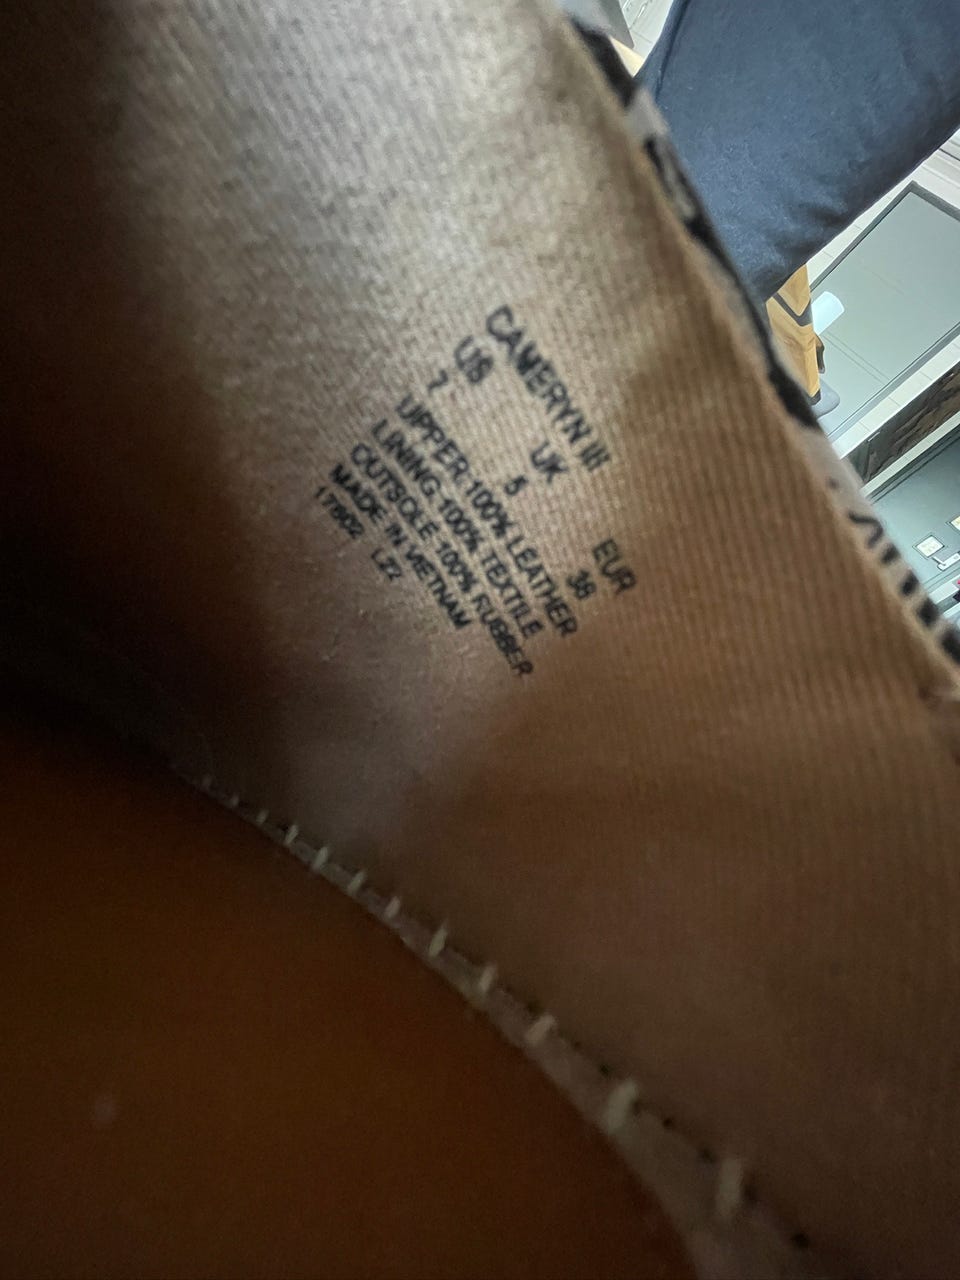 CAMERYN III
US UK EUR
7 5 38
UPPER 100% LEATHER
LINING 100% TEXTILE
OUTSOLE 100% RUBBER
MADE IN VIETNAM
L22